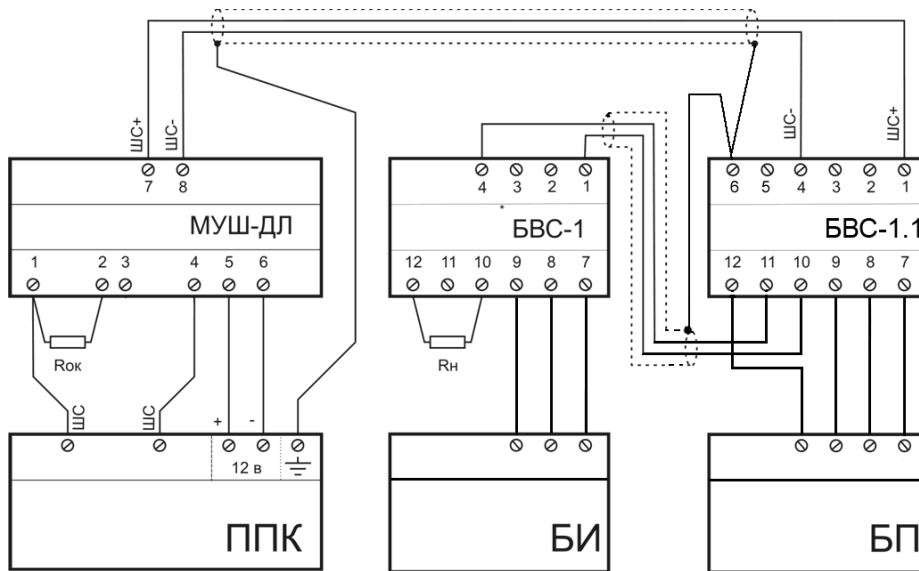 ШС+
ШС-
ШС-
ШС+
7 8
4 3 2 1
6 5 4 3 2 1
МУШ-ДЛ
БВС-1
БВС-1.1
1 2 3 4 5 6
12 11 10 9 8 7
12 11 10 9 8 7
Rок
Rн
ШС
ШС
+ -
12 в
ППК
БИ
БП